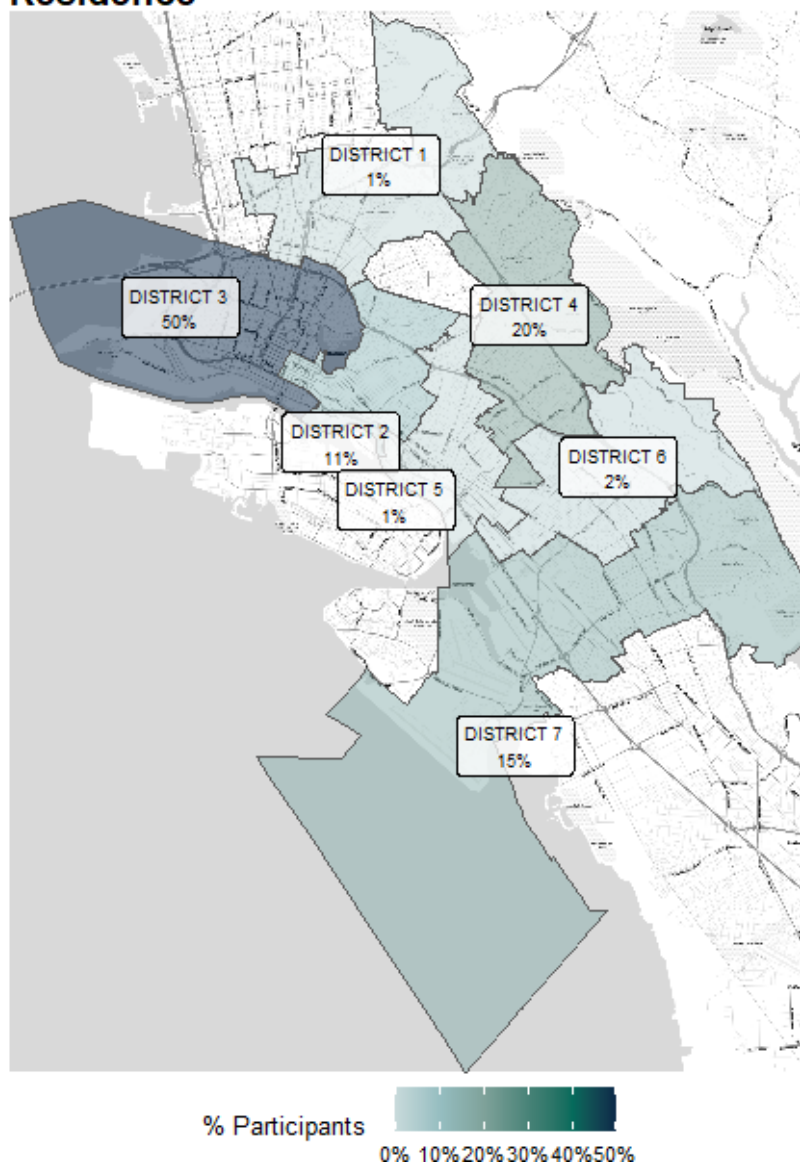 Residence
DISTRICT 1
1%
DISTRICT 3
50%
DISTRICT 4
20%
DISTRICT 2
11%
DISTRICT 6
2%
DISTRICT 5
1%
DISTRICT 7
15%
% Participants
0% 10% 20% 30% 40% 50%